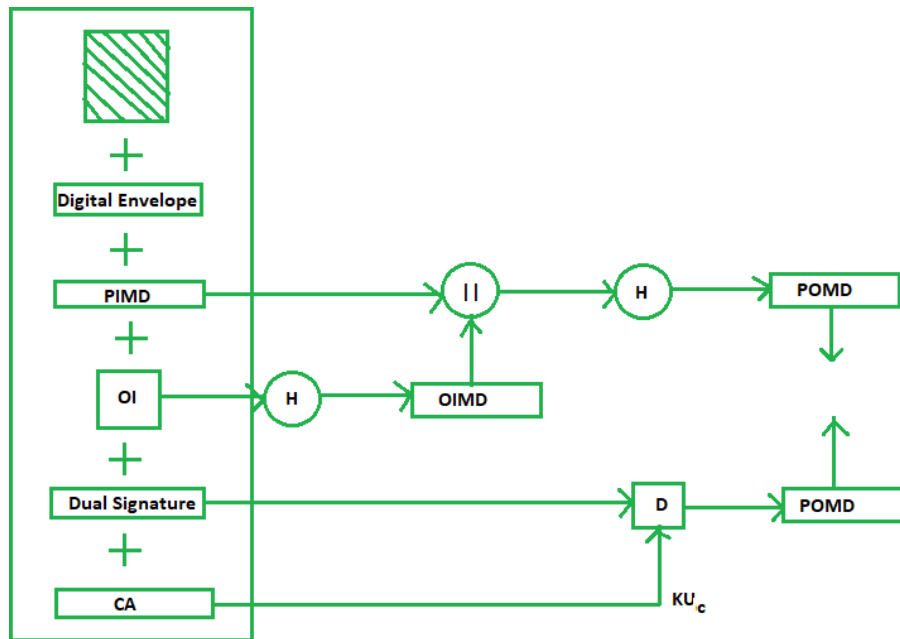 Digital Envelope
PIMD
||
H
POMD
OI
H
OIMD
Dual Signature
D
POMD
CA
KUc